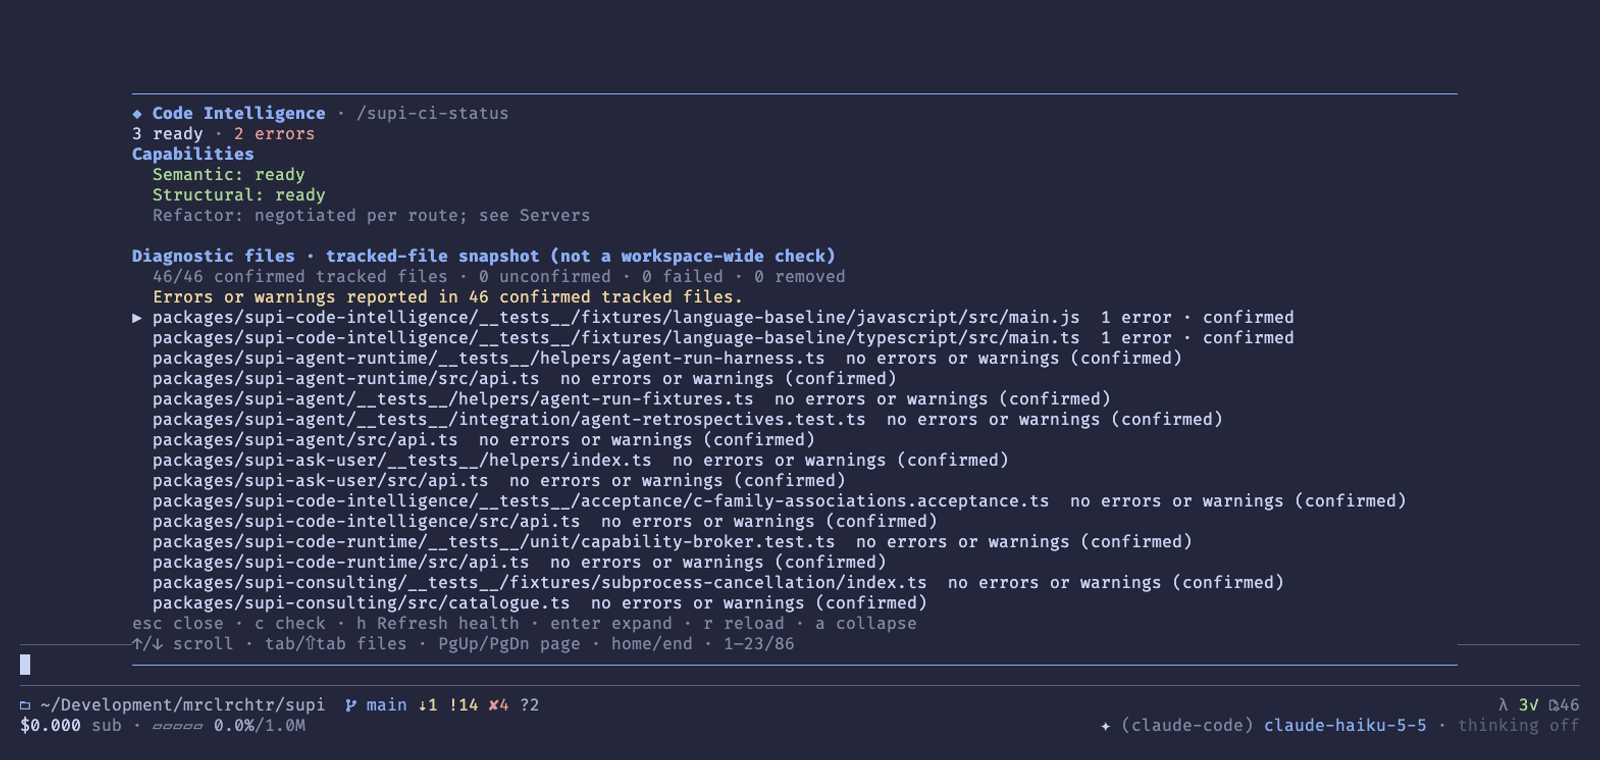 ◆ Code Intelligence · /supi-ci-status
3 ready · 2 errors
Capabilities
Semantic: ready
Structural: ready
Refactor: negotiated per route; see Servers
Diagnostic files · tracked-file snapshot (not a workspace-wide check)
46/46 confirmed tracked files · 0 unconfirmed · 0 failed · 0 removed
Errors or warnings reported in 46 confirmed tracked files.
▶ packages/supi-code-intelligence/__tests__/fixtures/language-baseline/javascript/src/main.js  1 error · confirmed
packages/supi-code-intelligence/__tests__/fixtures/language-baseline/typescript/src/main.ts  1 error · confirmed
packages/supi-agent-runtime/__tests__/helpers/agent-run-harness.ts  no errors or warnings (confirmed)
packages/supi-agent-runtime/src/api.ts  no errors or warnings (confirmed)
packages/supi-agent/__tests__/helpers/agent-run-fixtures.ts  no errors or warnings (confirmed)
packages/supi-agent/__tests__/integration/agent-retrospectives.test.ts  no errors or warnings (confirmed)
packages/supi-agent/src/api.ts  no errors or warnings (confirmed)
packages/supi-ask-user/__tests__/helpers/index.ts  no errors or warnings (confirmed)
packages/supi-ask-user/src/api.ts  no errors or warnings (confirmed)
packages/supi-code-intelligence/__tests__/acceptance/c-family-associations.acceptance.ts  no errors or warnings (confirmed)
packages/supi-code-intelligence/src/api.ts  no errors or warnings (confirmed)
packages/supi-code-runtime/__tests__/unit/capability-broker.test.ts  no errors or warnings (confirmed)
packages/supi-code-runtime/src/api.ts  no errors or warnings (confirmed)
packages/supi-consulting/__tests__/fixtures/subprocess-cancellation/index.ts  no errors or warnings (confirmed)
packages/supi-consulting/src/catalogue.ts  no errors or warnings (confirmed)
esc close · c check · h Refresh health · enter expand · r reload · a collapse
↑/↓ scroll · tab/⇧tab files · PgUp/PgDn page · home/end · 1–23/86
~/Development/mrclrchtr/supi  main ↓1 !14 ✘4 ?2  λ 3√ 46
$0.000 sub · ▱▱▱▱▱ 0.0%/1.0M  ✦ (claude-code) claude-haiku-5-5 · thinking off